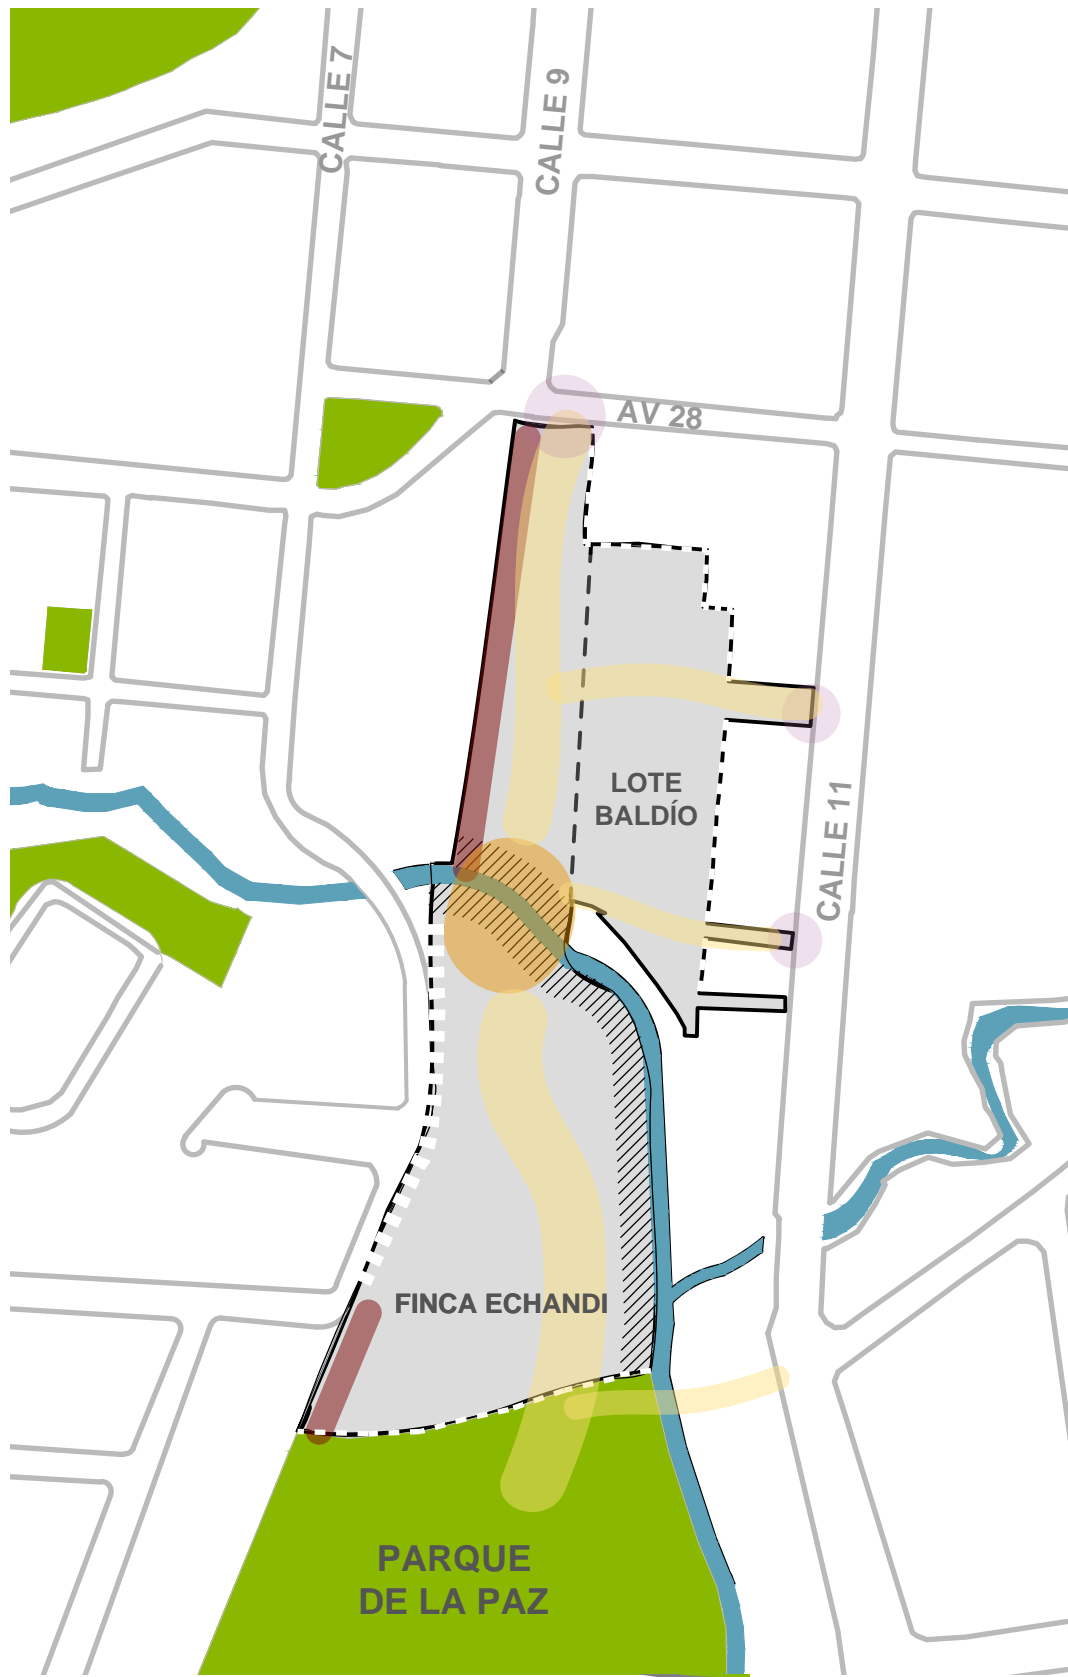 CALLE 7
CALLE 9
AV 28
LOTE
BALDÍO
CALLE 11
FINCA ECHANDI
PARQUE
DE LA PAZ